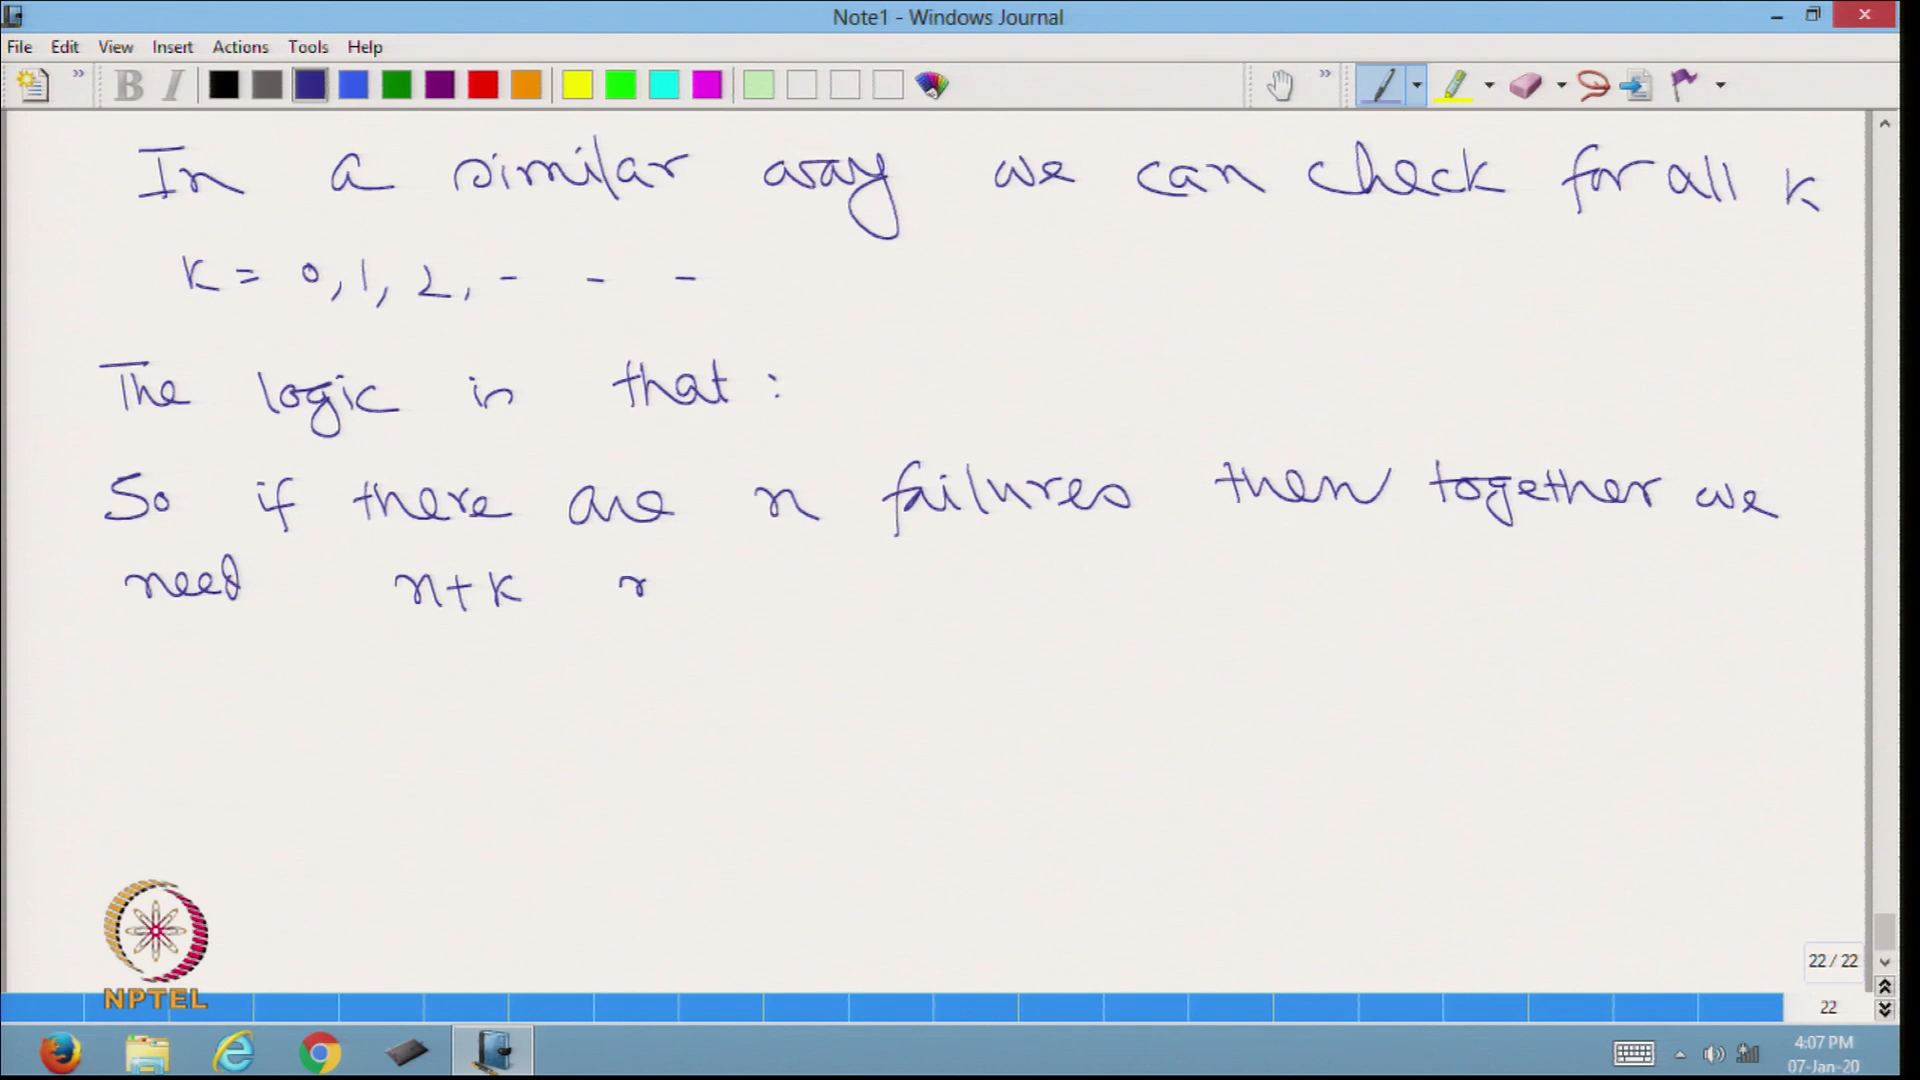 Note1 - Windows Journal
File Edit View Insert Actions Tools Help
B I
In a similar way we can check for all k
k = 0, 1, 2, - - -
The logic is that :
So if there are n failures then together we
need n+k r
22 / 22
NPTEL
22
4:07 PM
07-Jan-20